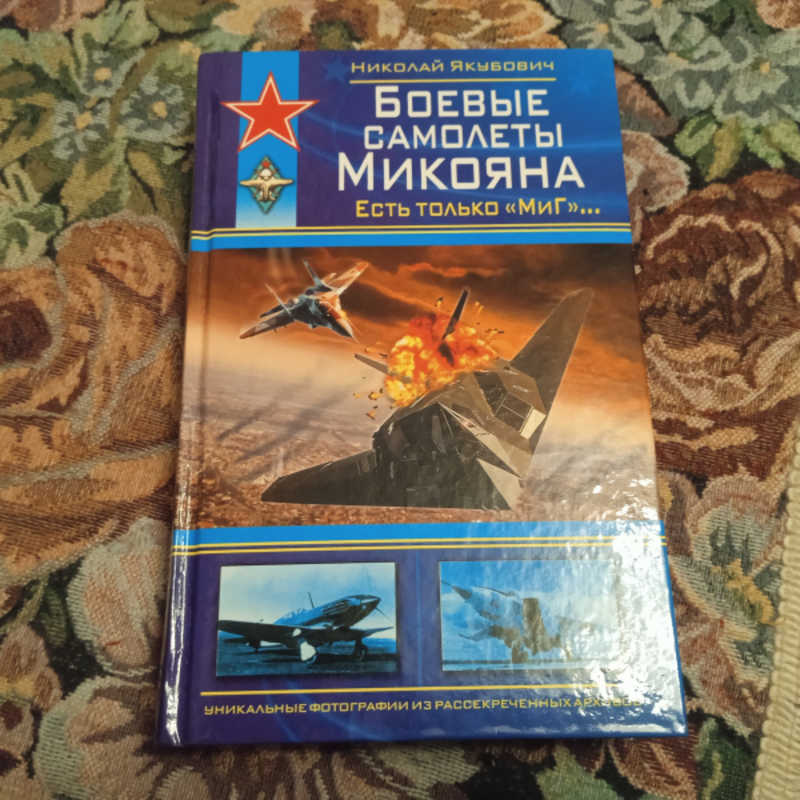 Николай Якубович
Боевые
самолеты
Микояна
Есть только «МиГ»...
уникальные фотографии из рассекреченных архивов